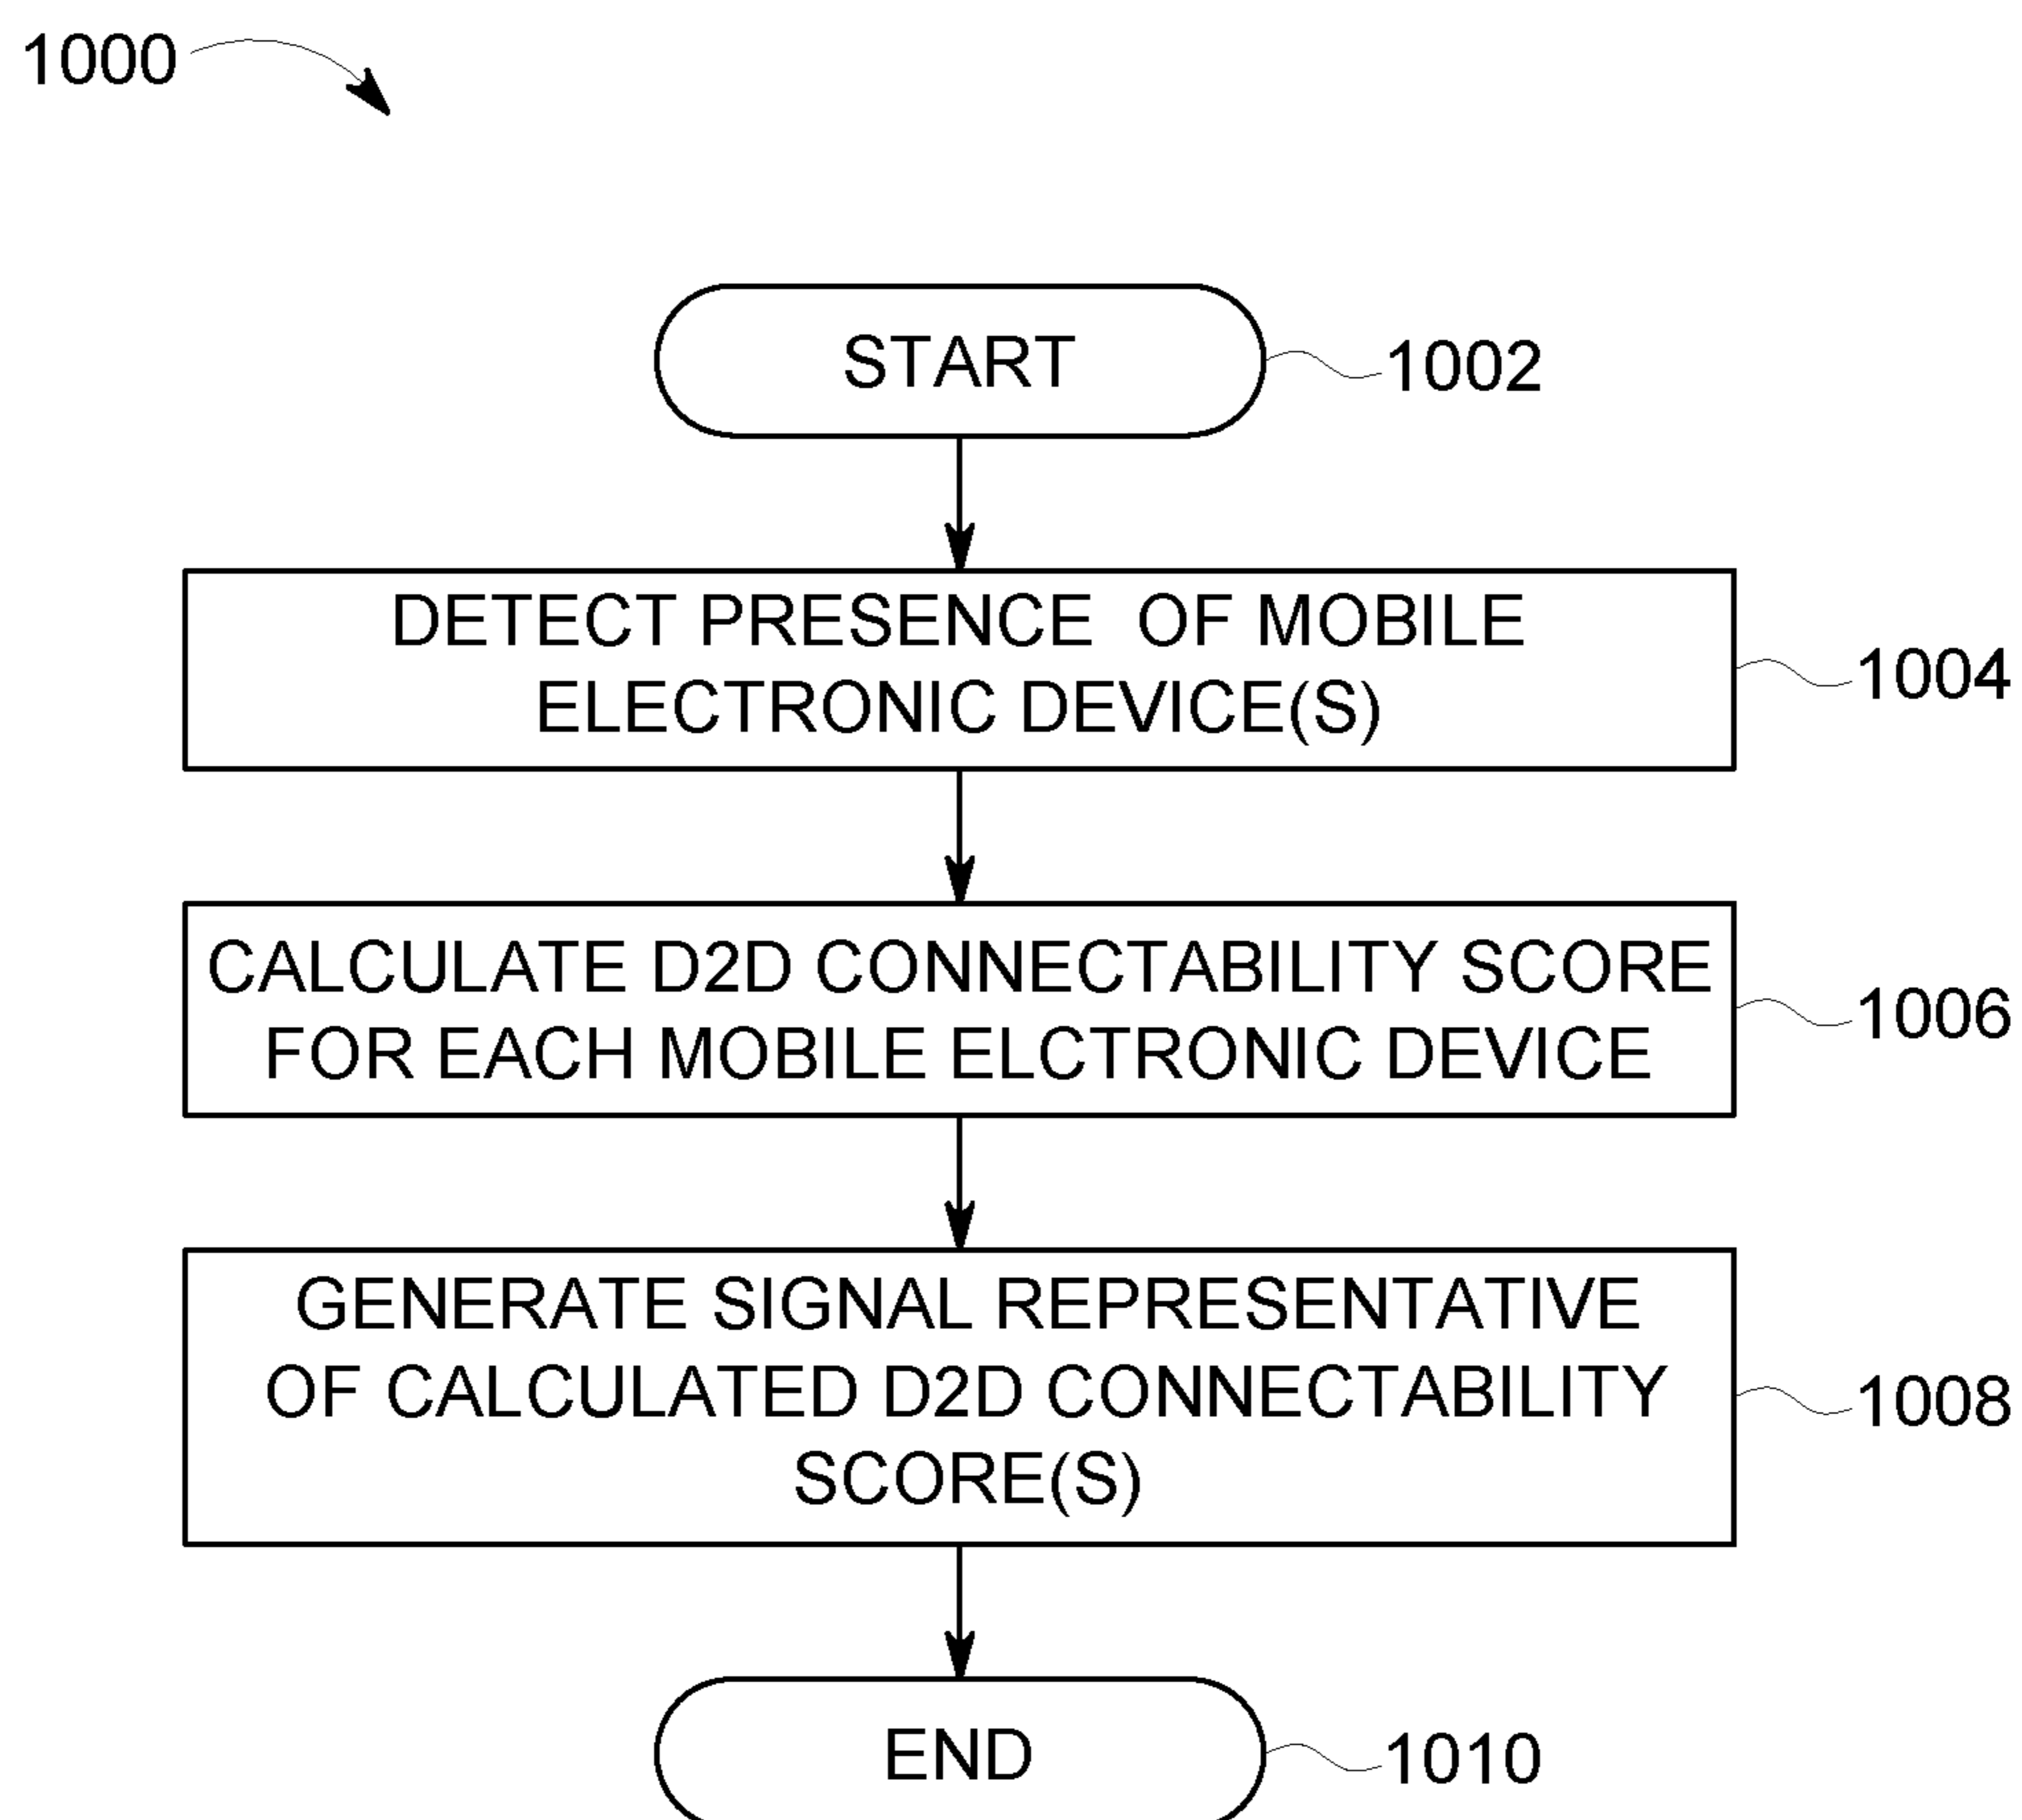 1000
START
1002
DETECT PRESENCE OF MOBILE
ELECTRONIC DEVICE(S)
1004
CALCULATE D2D CONNECTABILITY SCORE
FOR EACH MOBILE ELCTRONIC DEVICE
1006
GENERATE SIGNAL REPRESENTATIVE
OF CALCULATED D2D CONNECTABILITY
SCORE(S)
1008
END
1010